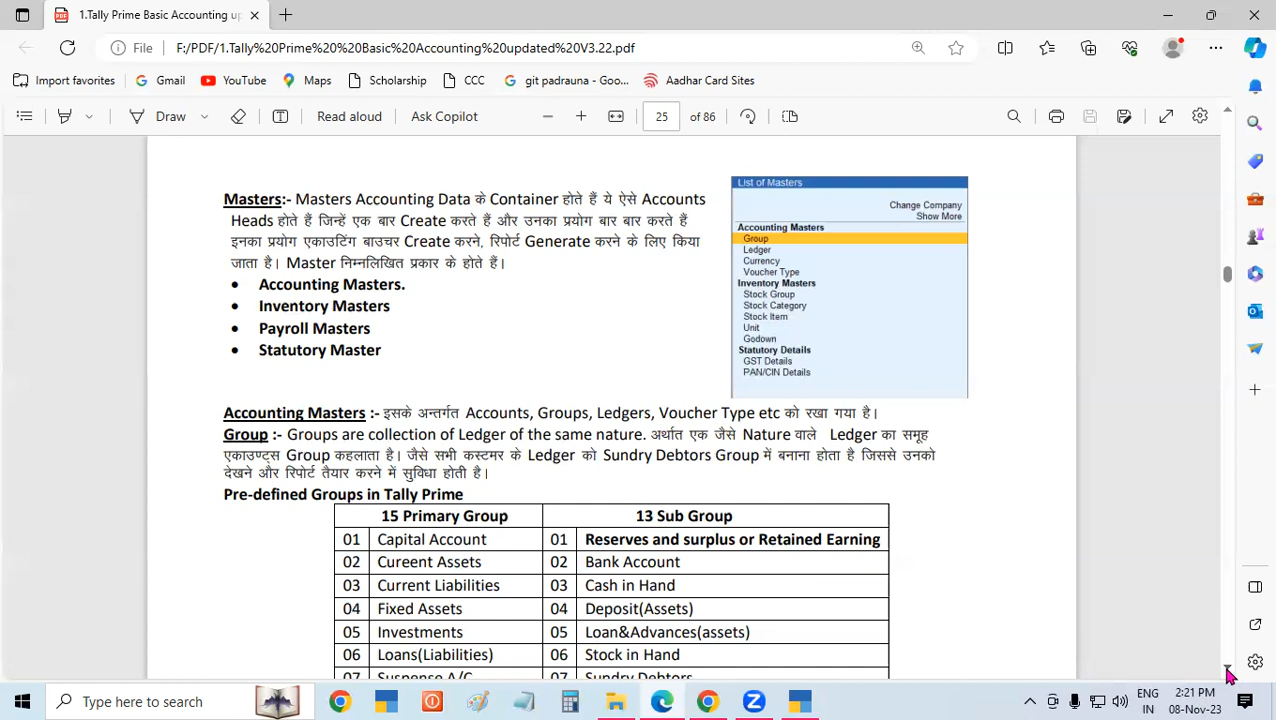 1.Tally Prime Basic Accounting up
File
F:/PDF/1.Tally%20Prime%20%20Basic%20Accounting%20updated%20V3.22.pdf
Import favorites
Gmail
YouTube
Maps
Scholarship
CCC
git padrauna - Goo...
Aadhar Card Sites
Draw
Read aloud
Ask Copilot
25
of 86
Masters:- Masters Accounting Data के Container होते हैं ये ऐसे Accounts
Heads होते हैं जिन्हें एक बार Create करते हैं और उनका प्रयोग बार बार करते हैं
इनका प्रयोग एकाउटिंग बाउचर Create करने, रिपोर्ट Generate करने के लिए किया
जाता है। Master निम्नलिखित प्रकार के होते हैं।
• Accounting Masters.
• Inventory Masters
• Payroll Masters
• Statutory Master
List of Masters
Change Company
Show More
Accounting Masters
Group
Ledger
Currency
Voucher Type
Inventory Masters
Stock Group
Stock Category
Stock Item
Unit
Godown
Statutory Details
GST Details
PAN/CIN Details
Accounting Masters :- इसके अन्तर्गत Accounts, Groups, Ledgers, Voucher Type etc को रखा गया है।
Group :- Groups are collection of Ledger of the same nature. अर्थात एक जैसे Nature वाले Ledger का समूह
एकाउण्ट्स Group कहलाता है। जैसे सभी कस्टमर के Ledger को Sundry Debtors Group में बनाना होता है जिससे उनको
देखने और रिपोर्ट तैयार करने में सुविधा होती है।
Pre-defined Groups in Tally Prime
15 Primary Group 13 Sub Group
01 Capital Account 01 Reserves and surplus or Retained Earning
02 Cureent Assets 02 Bank Account
03 Current Liabilities 03 Cash in Hand
04 Fixed Assets 04 Deposit(Assets)
05 Investments 05 Loan&Advances(assets)
06 Loans(Liabilities) 06 Stock in Hand
07 Suspense A/C 07 Sundry Debtors
Type here to search
ENG
IN
2:21 PM
08-Nov-23